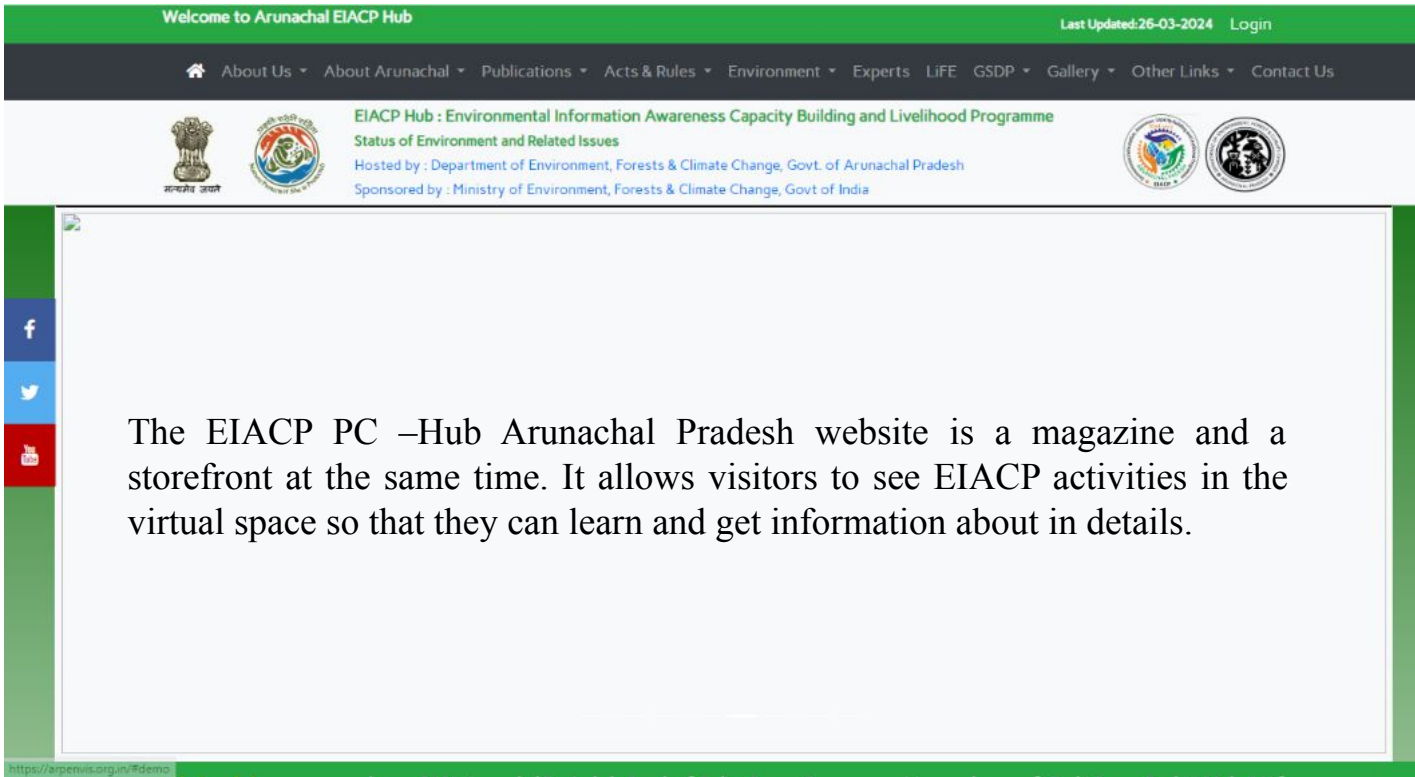 Welcome to Arunachal EIACP Hub
Last Updated:26-03-2024 Login
About Us About Arunachal Publications Acts & Rules Environment Experts LiFE GSDP Gallery Other Links Contact Us
EIACP Hub : Environmental Information Awareness Capacity Building and Livelihood Programme
Status of Environment and Related Issues
Hosted by : Department of Environment, Forests & Climate Change, Govt. of Arunachal Pradesh
Sponsored by : Ministry of Environment, Forests & Climate Change, Govt of India
सत्यमेव जयते
The EIACP PC –Hub Arunachal Pradesh website is a magazine and a
storefront at the same time. It allows visitors to see EIACP activities in the
virtual space so that they can learn and get information about in details.
https://arpenvis.org.in/#demo